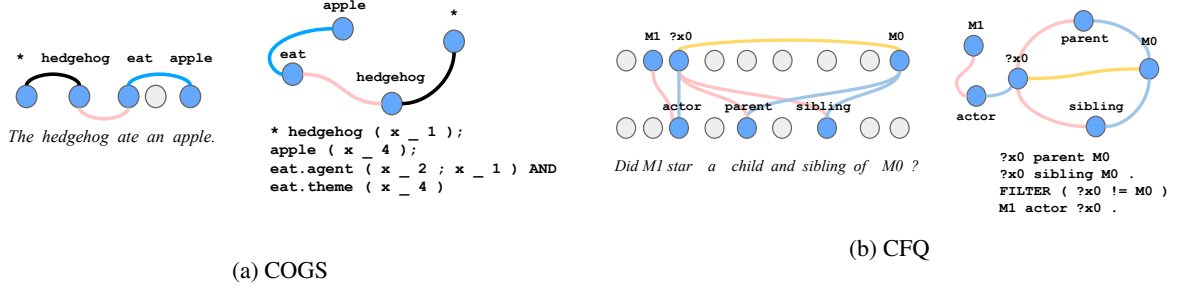 * hedgehog eat apple
The hedgehog ate an apple.
apple
*
eat
hedgehog
* hedgehog ( x _ 1 );
apple ( x _ 4 );
eat.agent ( x _ 2 ; x _ 1 ) AND
eat.theme ( x _ 4 )
(a) COGS
M1 ?x0 M0
actor parent sibling
Did M1 star a child and sibling of M0 ?
M1
parent
M0
?x0
actor
sibling
?x0 parent M0
?x0 sibling M0 .
FILTER ( ?x0 != M0 )
M1 actor ?x0 .
(b) CFQ